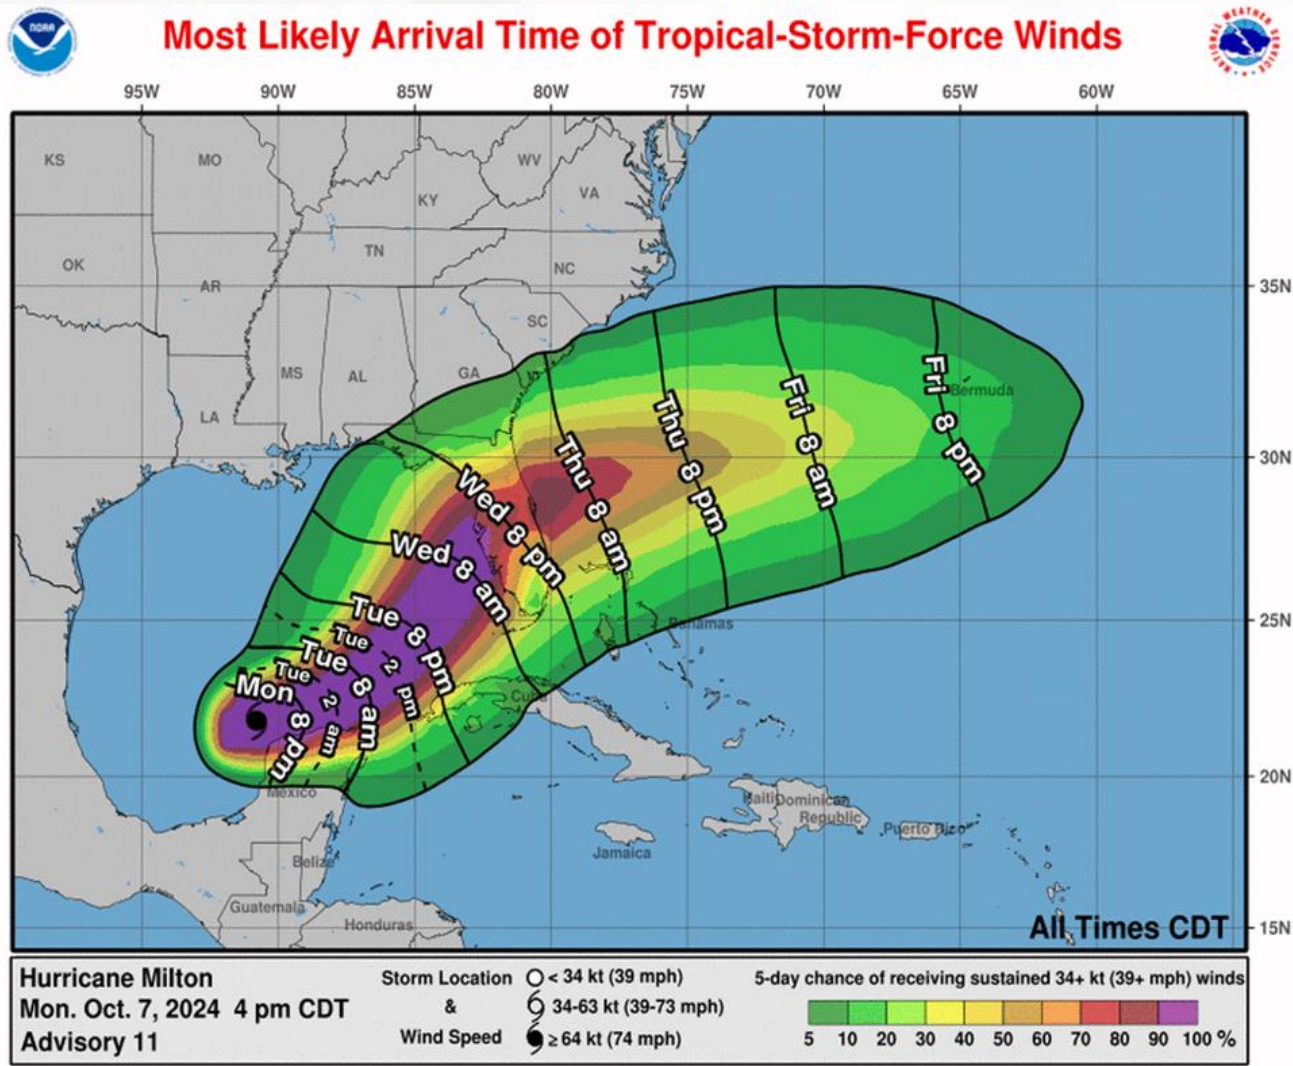 NOAA
Most Likely Arrival Time of Tropical-Storm-Force Winds
NATIONAL WEATHER SERVICE
95W 90W 85W 80W 75W 70W 65W 60W
KS
MO
WV
VA
KY
OK
TN
NC
AR
35N
SC
MS
AL
GA
LA
Bermuda
30N
25N
20N
15N
Mon 8 pm
Tue 2 am
Tue 8 am
Tue 2 pm
Tue 8 pm
Wed 8 am
Wed 8 pm
Thu 8 am
Thu 8 pm
Fri 8 am
Fri 8 pm
Bahamas
Cuba
Mexico
Haiti
Dominican
Republic
Puerto Rico
Jamaica
Belize
Guatemala
Honduras
All Times CDT
Hurricane Milton
Mon. Oct. 7, 2024 4 pm CDT
Advisory 11
Storm Location
&
Wind Speed
< 34 kt (39 mph)
34-63 kt (39-73 mph)
≥ 64 kt (74 mph)
5-day chance of receiving sustained 34+ kt (39+ mph) winds
5 10 20 30 40 50 60 70 80 90 100 %